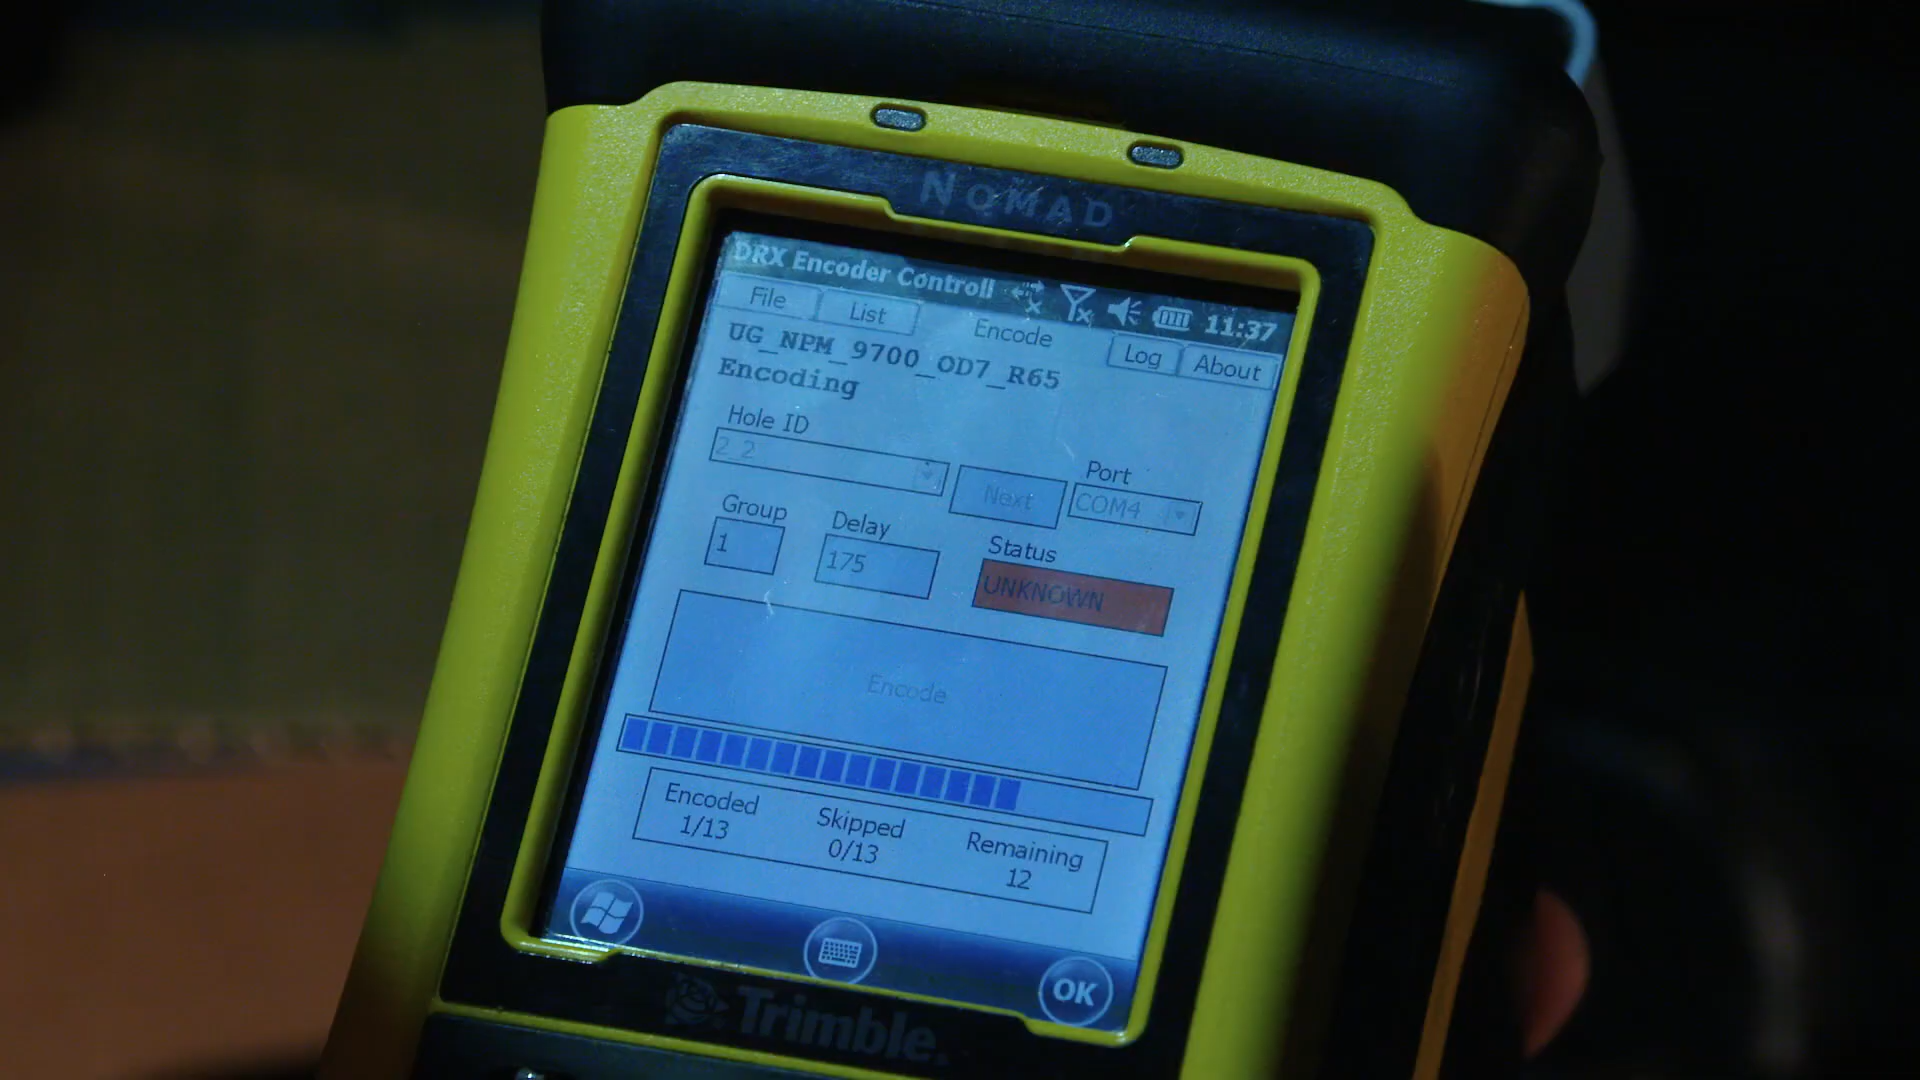 NOMAD
DRX Encoder Controll 11:37
File List Encode Log About
UG_NPM_9700_OD7_R65
Encoding
Hole ID
2_2
Next
Port
COM4
Group
1
Delay
175
Status
UNKNOWN
Encode
Encoded Skipped Remaining
1/13 0/13 12
OK
Trimble.